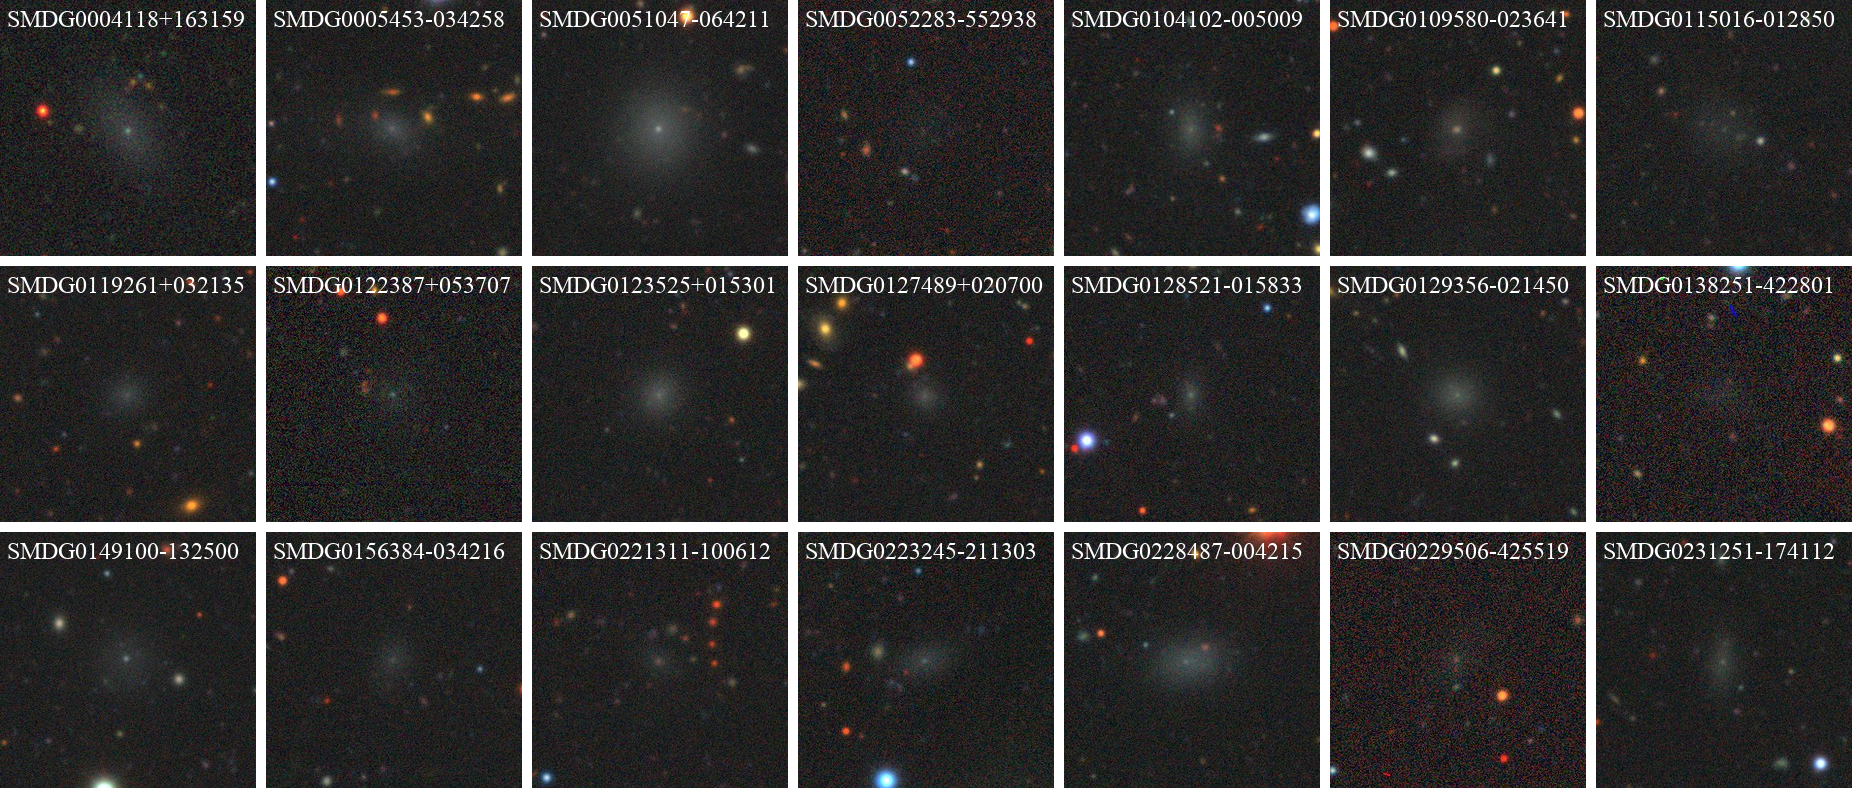 SMDG0004118+163159
SMDG0005453-034258
SMDG0051047-064211
SMDG0052283-552938
SMDG0104102-005009
SMDG0109580-023641
SMDG0115016-012850
SMDG0119261+032135
SMDG0122387+053707
SMDG0123525+015301
SMDG0127489+020700
SMDG0128521-015833
SMDG0129356-021450
SMDG0138251-422801
SMDG0149100-132500
SMDG0156384-034216
SMDG0221311-100612
SMDG0223245-211303
SMDG0228487-004215
SMDG0229506-425519
SMDG0231251-174112